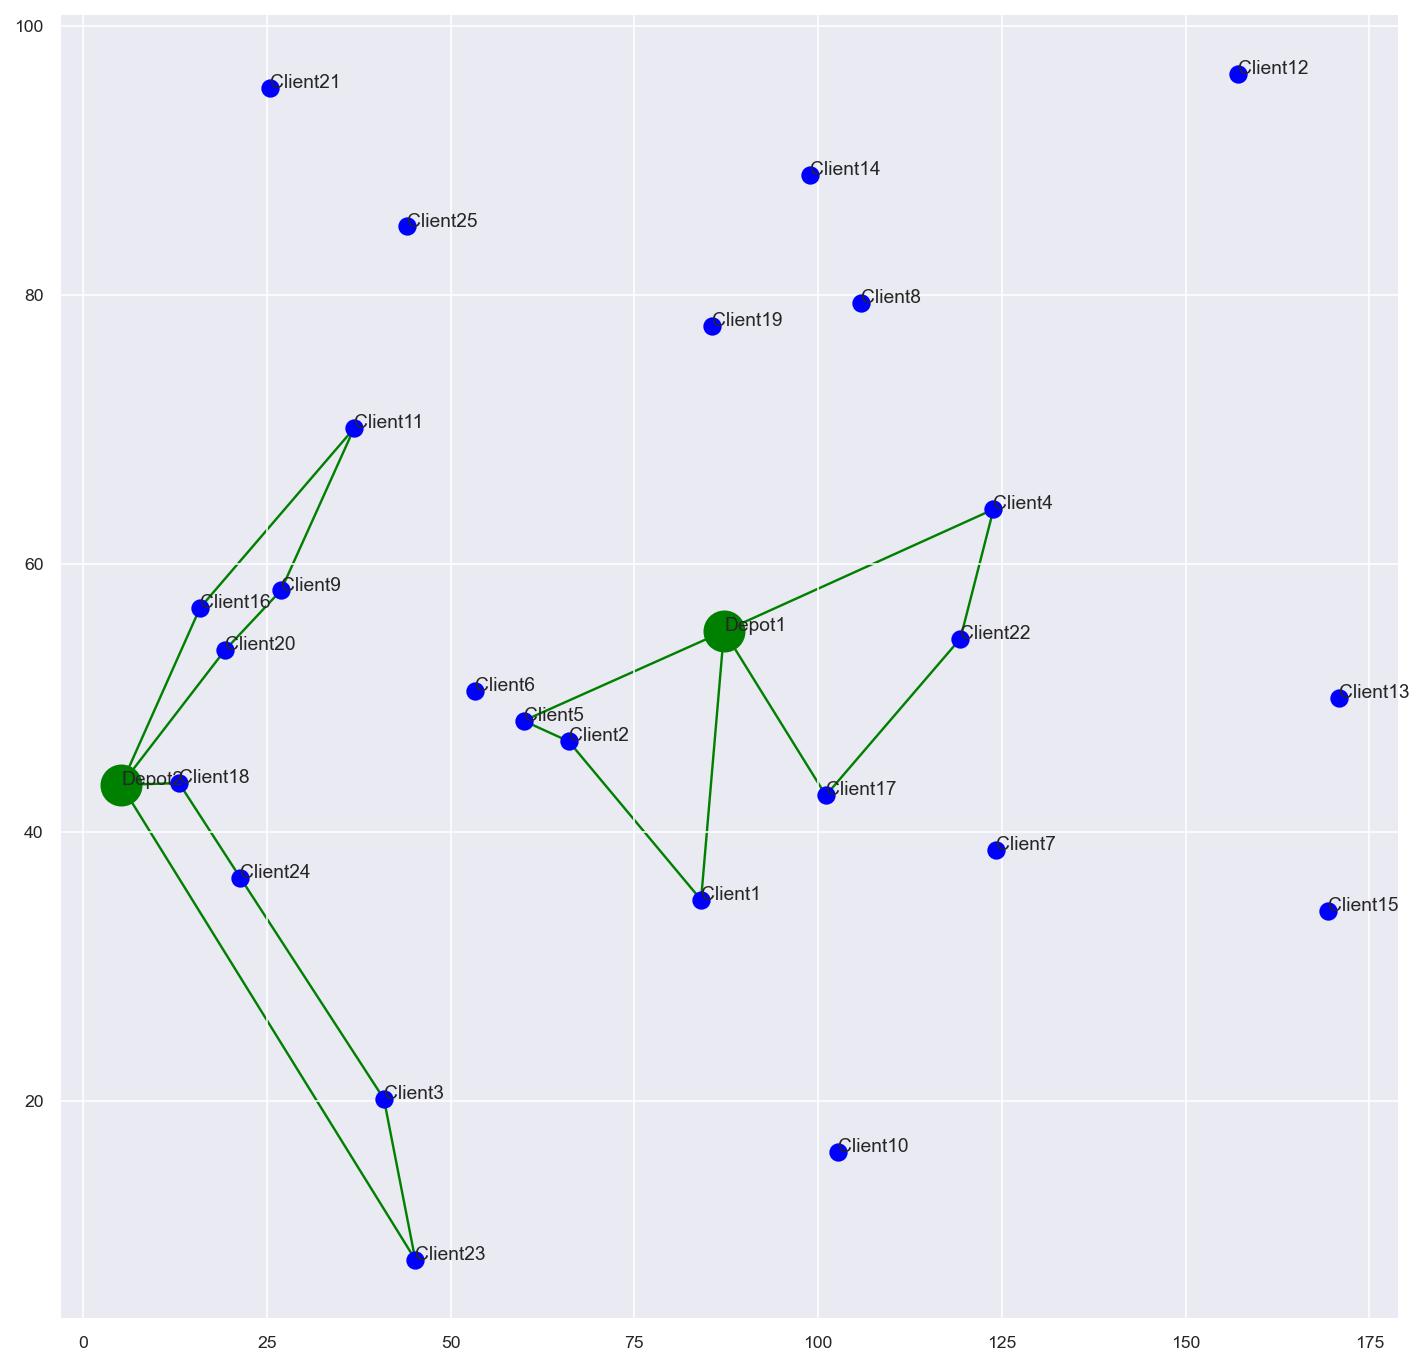 100
Client21
Client12
Client14
Client25
80
Client8
Client19
Client11
Client4
60
Client9
Client16
Depot1
Client22
Client20
Client6
Client13
Client5
Client2
Depot2
Client18
Client17
40
Client7
Client24
Client1
Client15
20
Client3
Client10
Client23
0
25
50
75
100
125
150
175